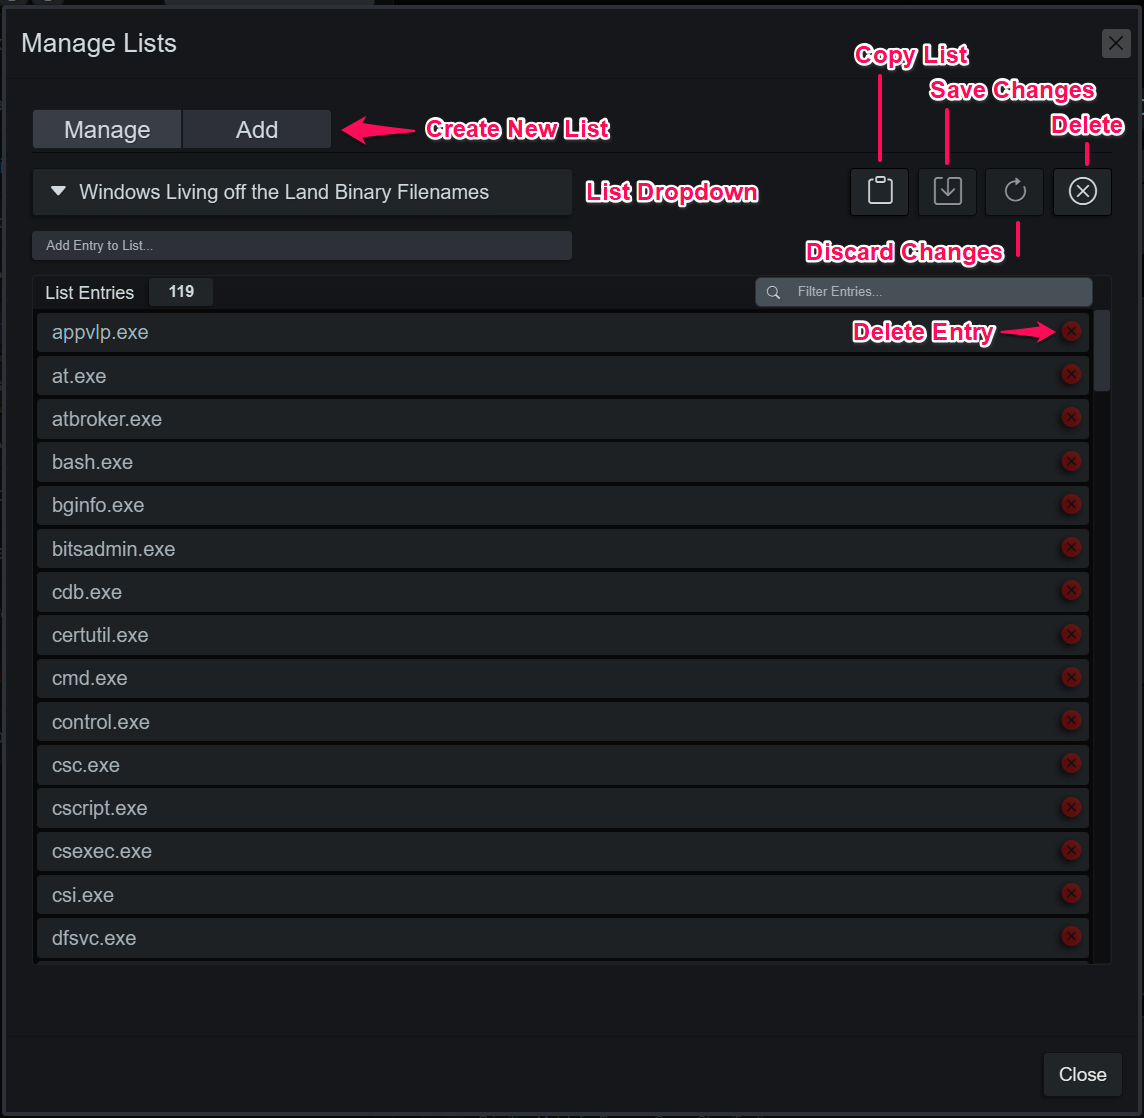 Manage Lists
Copy List
Save Changes
Delete
Manage Add
Create New List
Windows Living off the Land Binary Filenames
List Dropdown
Add Entry to List...
Discard Changes
List Entries 119
Filter Entries...
appvlp.exe
Delete Entry
at.exe
atbroker.exe
bash.exe
bginfo.exe
bitsadmin.exe
cdb.exe
certutil.exe
cmd.exe
control.exe
csc.exe
cscript.exe
csexec.exe
csi.exe
dfsvc.exe
Close